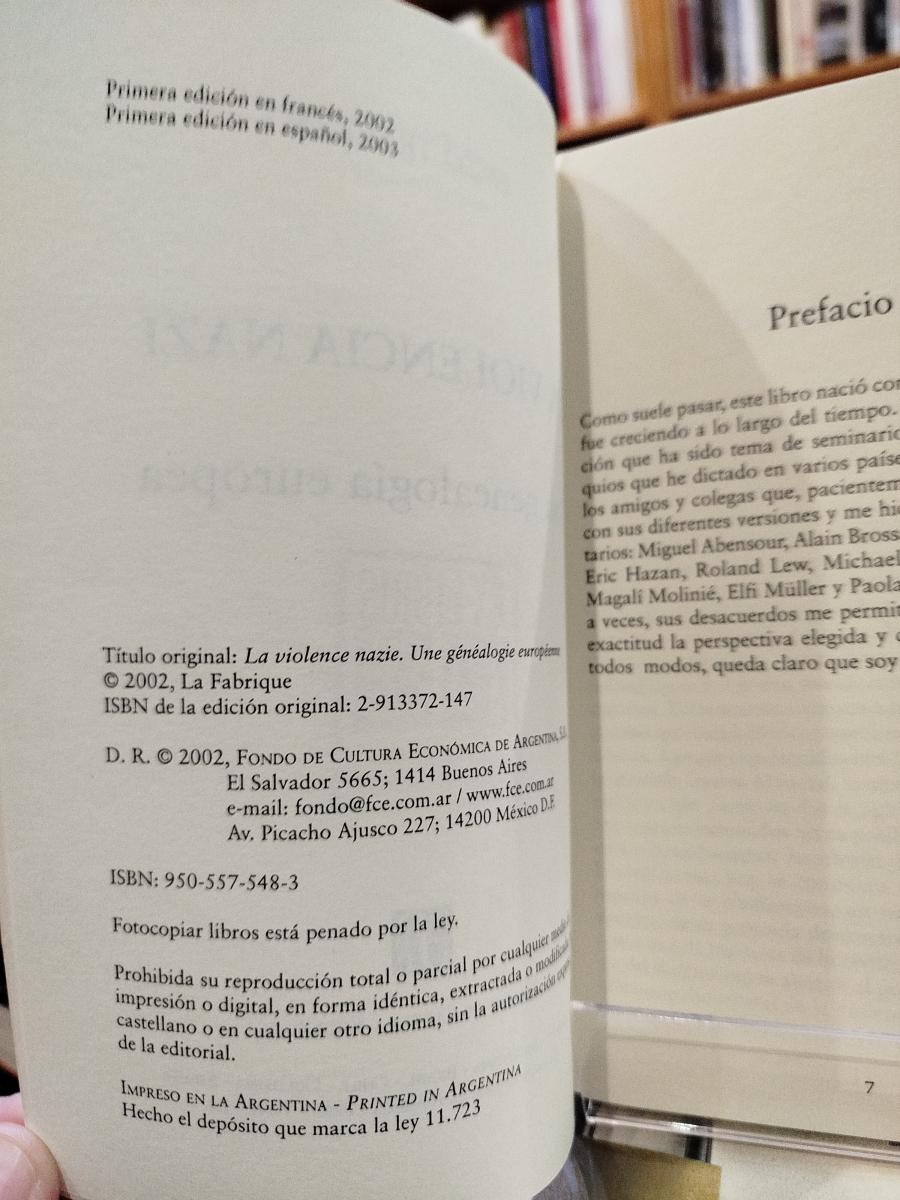 Primera edición en francés, 2002
Primera edición en español, 2003
Título original: La violence nazie. Une généalogie européenne
© 2002, La Fabrique
ISBN de la edición original: 2-913372-147
D. R. © 2002, FONDO DE CULTURA ECONÓMICA DE ARGENTINA, S.A.
El Salvador 5665; 1414 Buenos Aires
e-mail: fondo@fce.com.ar / www.fce.com.ar
Av. Picacho Ajusco 227; 14200 México D.F.
ISBN: 950-557-548-3
Fotocopiar libros está penado por la ley.
Prohibida su reproducción total o parcial por cualquier medio de
impresión o digital, en forma idéntica, extractada o modificada
castellano o en cualquier otro idioma, sin la autorización
de la editorial.
IMPRESO EN LA ARGENTINA - PRINTED IN ARGENTINA
Hecho el depósito que marca la ley 11.723
Prefacio
Como suele pasar, este libro nació
fue creciendo a lo largo del tiempo.
ción que ha sido tema de
quios que he dictado en varios
los amigos y colegas que,
con sus diferentes versiones y me
tarios: Miguel Abensour, Alain
Eric Hazan, Roland Lew, Michael
Magalí Molinié, Elfi Müller y Paola
a veces, sus desacuerdos me
exactitud la perspectiva elegida y
todos modos, queda claro que soy
7